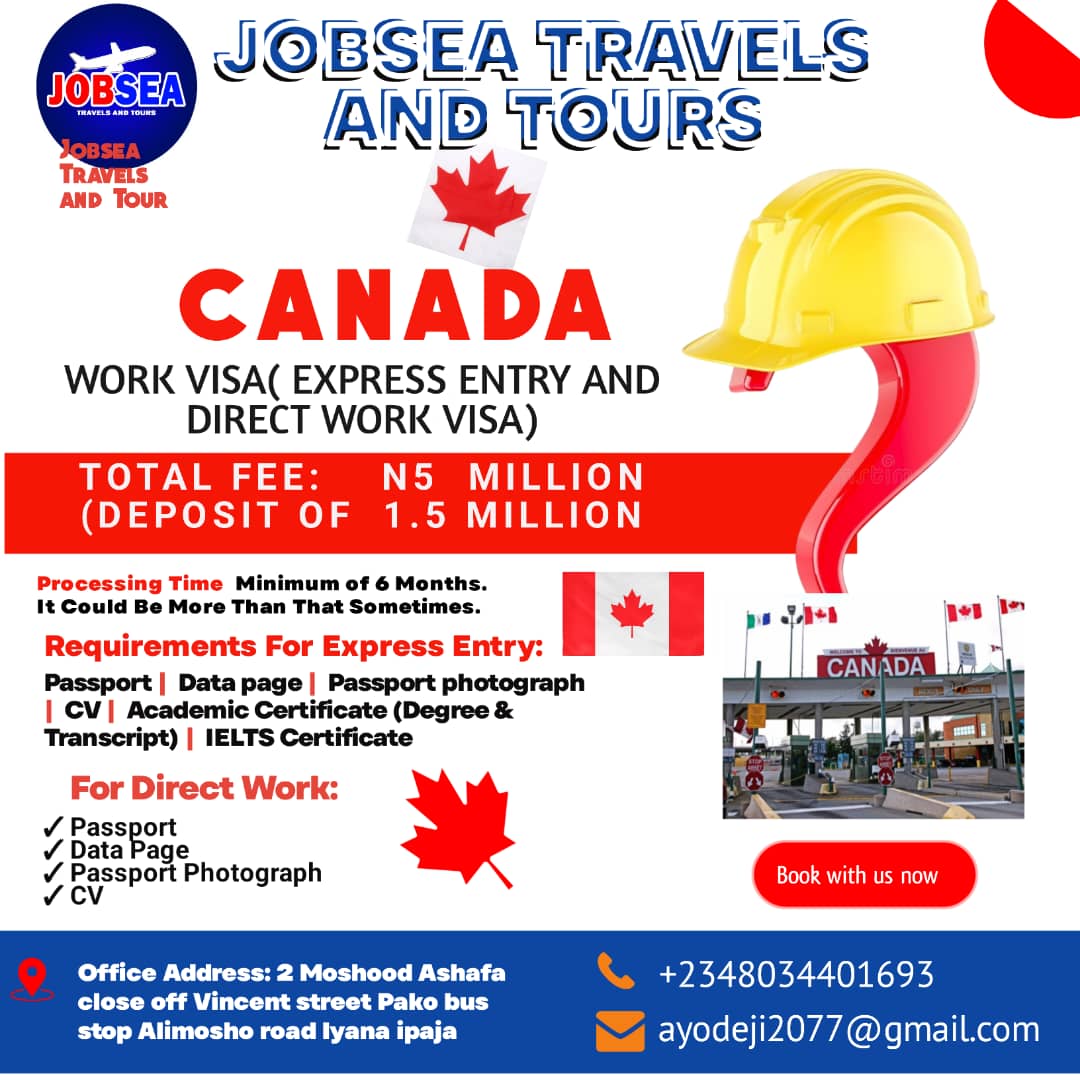 JOBSEA
TRAVELS AND TOURS
Jobsea
Travels
and Tour
JOBSEA TRAVELS
AND TOURS
CANADA
WORK VISA( EXPRESS ENTRY AND
DIRECT WORK VISA)
TOTAL FEE: N5 MILLION
(DEPOSIT OF 1.5 MILLION
Processing Time Minimum of 6 Months.
It Could Be More Than That Sometimes.
Requirements For Express Entry:
Passport | Data page | Passport photograph
| CV | Academic Certificate (Degree &
Transcript) | IELTS Certificate
For Direct Work:
✓ Passport
✓ Data Page
✓ Passport Photograph
✓ CV
WELCOME TO BIENVENUE AU
CANADA
Book with us now
Office Address: 2 Moshood Ashafa
close off Vincent street Pako bus
stop Alimosho road Iyana ipaja
+2348034401693
ayodeji2077@gmail.com